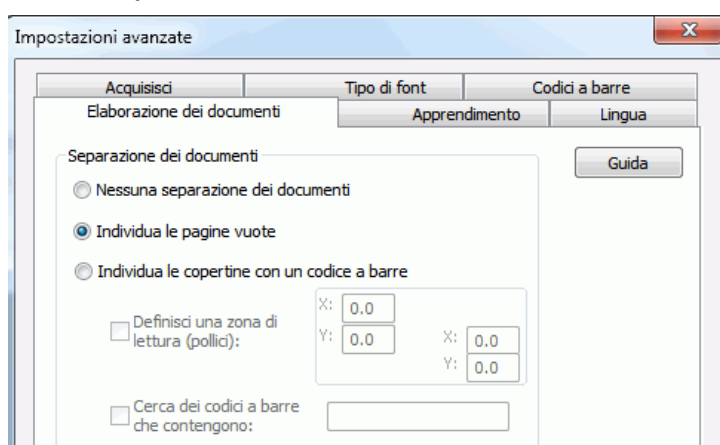 Impostazioni avanzate
X
Acquisisci
Tipo di font
Codici a barre
Elaborazione dei documenti
Apprendimento
Lingua
Separazione dei documenti
Guida
Nessuna separazione dei documenti
Individua le pagine vuote
Individua le copertine con un codice a barre
Definisci una zona di
lettura (pollici):
X: 0.0
Y: 0.0
X: 0.0
Y: 0.0
Cerca dei codici a barre
che contengono: